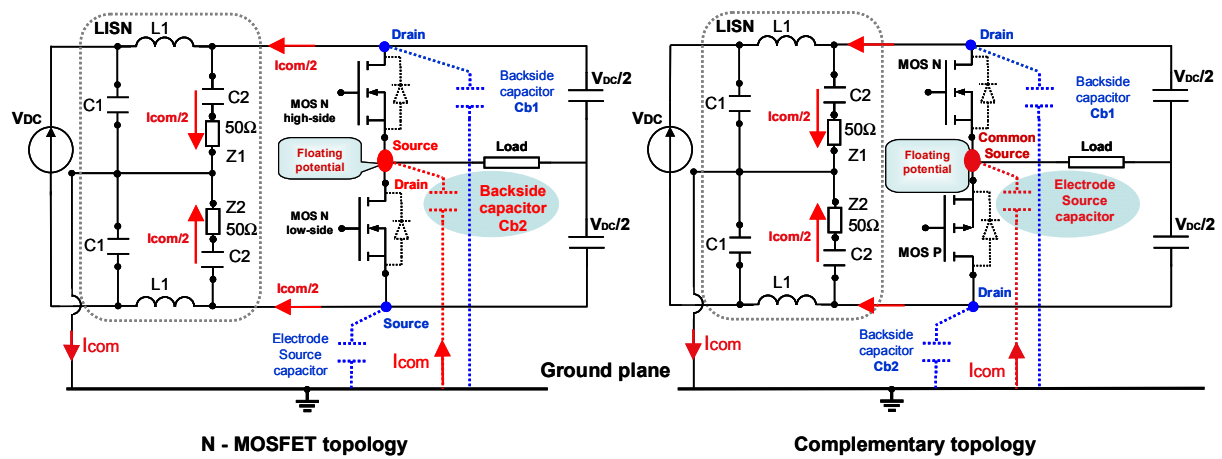 LISN
L1
Drain
Icom/2
Backside
capacitor
Cb1
VDC/2
C1
C2
MOS N
high-side
Icom/2
50Ω
Z1
VDC
Source
Load
Floating
potential
Drain
Backside
capacitor
Cb2
Z2
50Ω
MOS N
low-side
VDC/2
C1
Icom/2
C2
L1
Icom/2
Source
Electrode
Source
capacitor
Icom
Icom
Ground plane
N - MOSFET topology
LISN
L1
Drain
MOS N
Backside
capacitor
Cb1
VDC/2
C1
C2
Icom/2
50Ω
Z1
VDC
Common
Source
Load
Floating
potential
Electrode
Source
capacitor
Z2
50Ω
MOS P
VDC/2
C1
Icom/2
C2
L1
Drain
Backside
capacitor
Cb2
Icom
Icom
Complementary topology